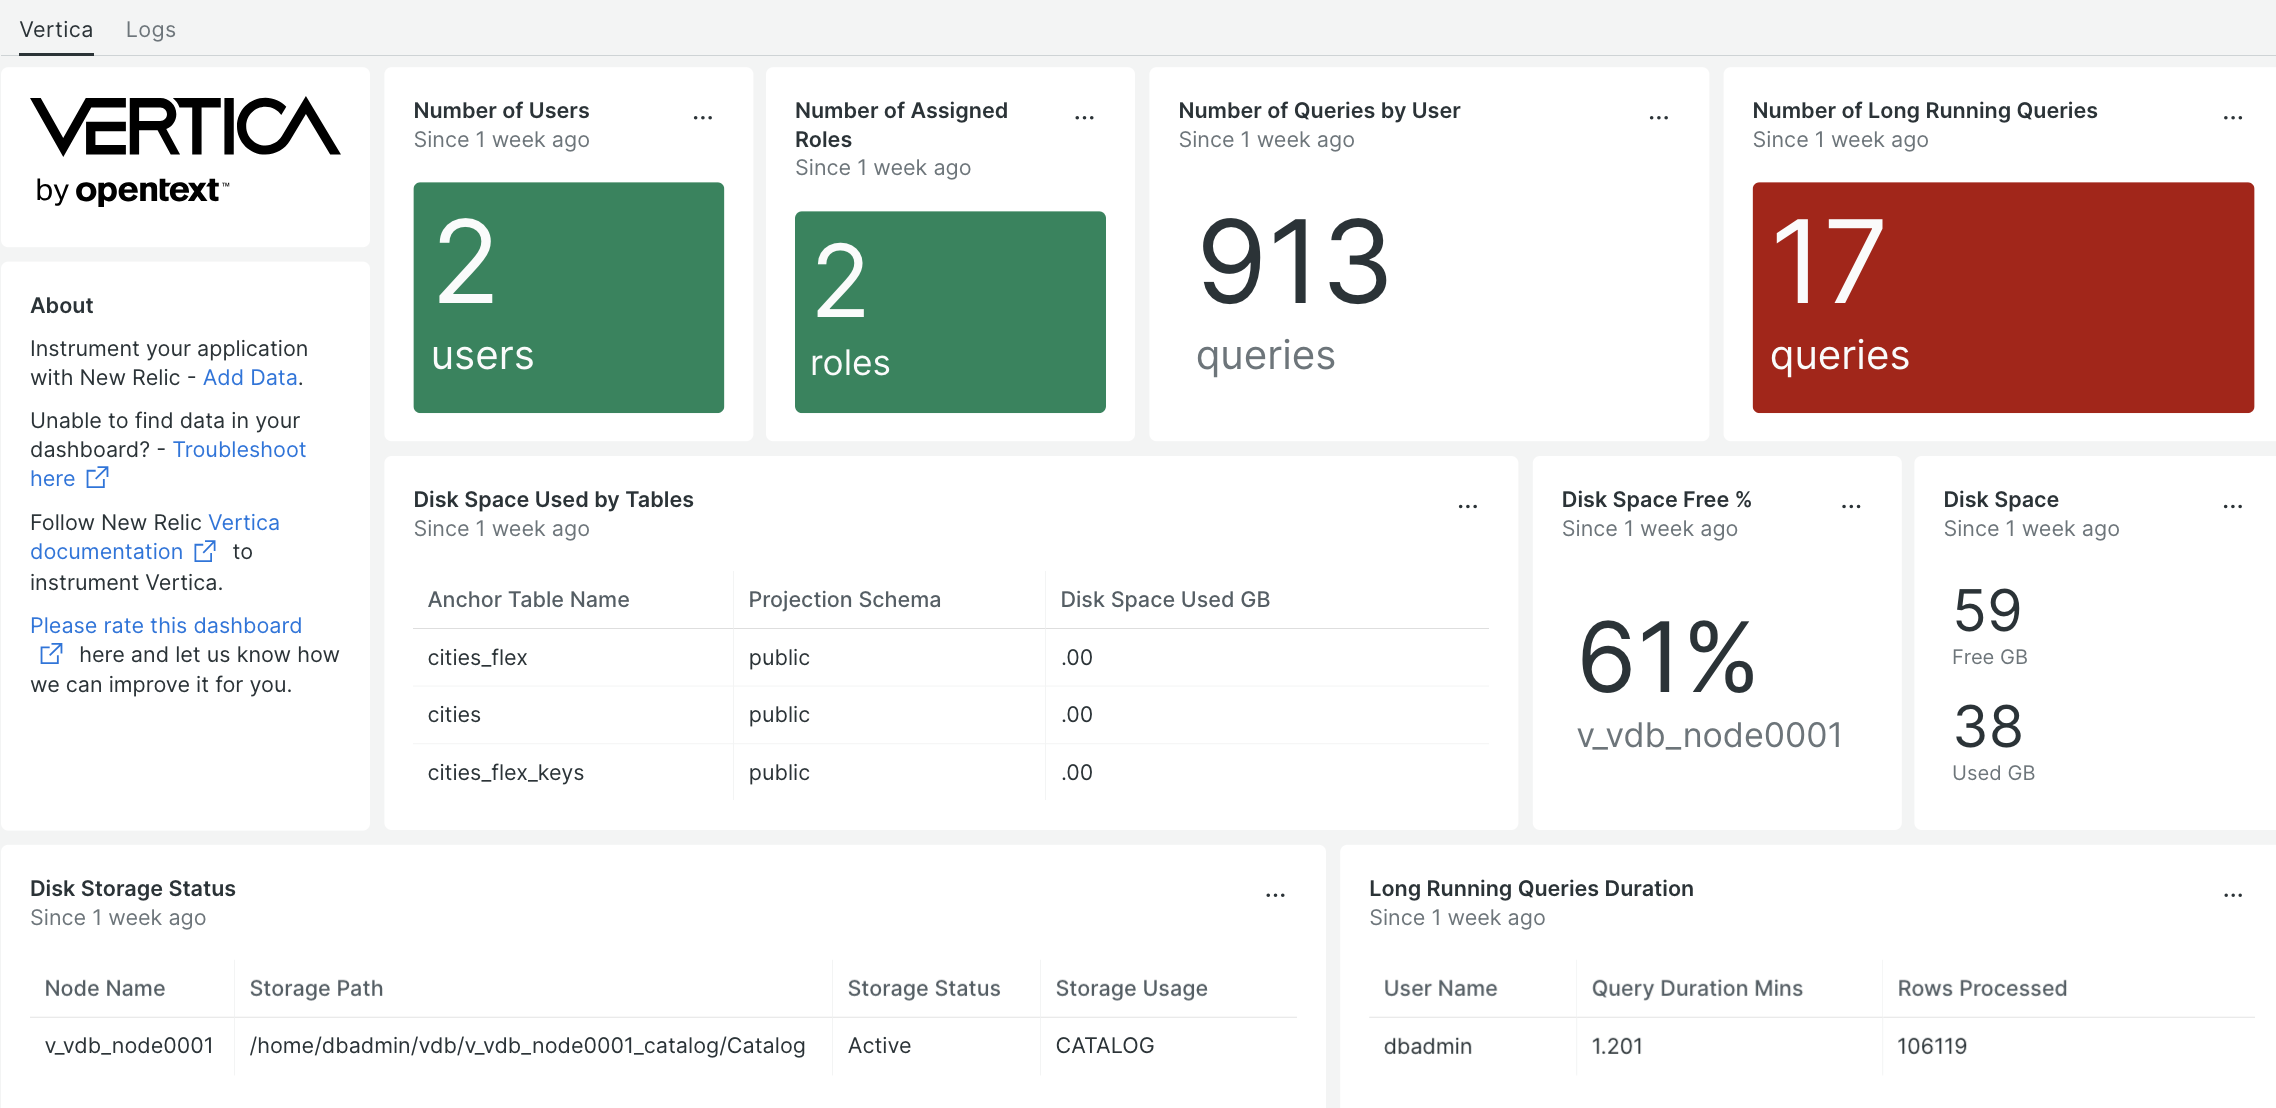 Vertica Logs
VERTICA
by opentext™
About
Instrument your application
with New Relic - Add Data.
Unable to find data in your
dashboard? - Troubleshoot
here
Follow New Relic Vertica
documentation to
instrument Vertica.
Please rate this dashboard
here and let us know how
we can improve it for you.
Number of Users ...
Since 1 week ago
2
users
Number of Assigned ...
Roles
Since 1 week ago
2
roles
Number of Queries by User ...
Since 1 week ago
913
queries
Number of Long Running Queries ...
Since 1 week ago
17
queries
Disk Space Used by Tables ...
Since 1 week ago
Anchor Table Name Projection Schema Disk Space Used GB
cities_flex public .00
cities public .00
cities_flex_keys public .00
Disk Space Free % ...
Since 1 week ago
61%
v_vdb_node0001
Disk Space ...
Since 1 week ago
59
Free GB
38
Used GB
Disk Storage Status ...
Since 1 week ago
Node Name Storage Path Storage Status Storage Usage
v_vdb_node0001 /home/dbadmin/vdb/v_vdb_node0001_catalog/Catalog Active CATALOG
Long Running Queries Duration ...
Since 1 week ago
User Name Query Duration Mins Rows Processed
dbadmin 1.201 106119